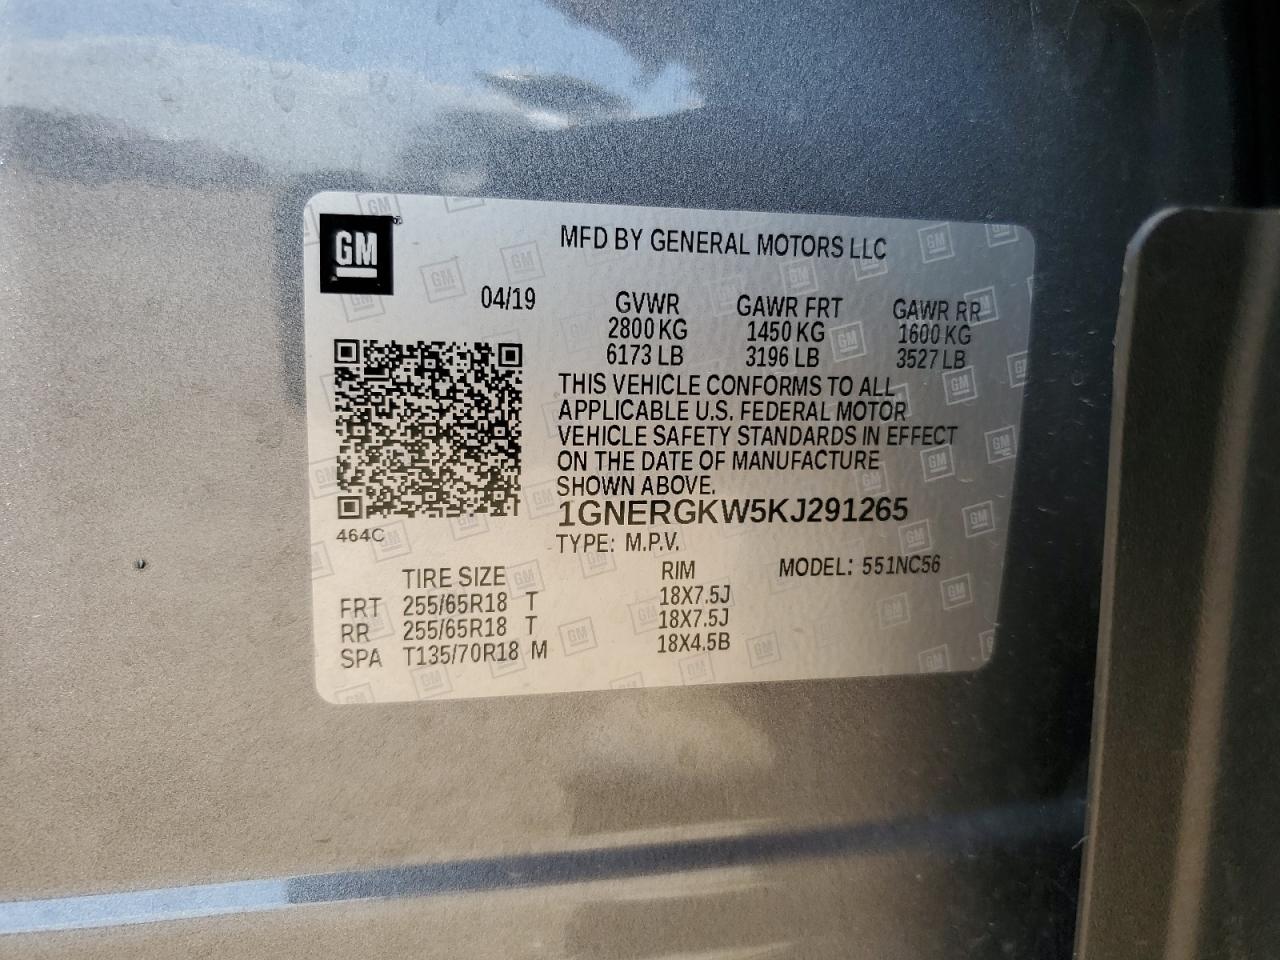 GM
MFD BY GENERAL MOTORS LLC
04/19
GVWR GAWR FRT GAWR RR
2800 KG 1450 KG 1600 KG
6173 LB 3196 LB 3527 LB
THIS VEHICLE CONFORMS TO ALL
APPLICABLE U.S. FEDERAL MOTOR
VEHICLE SAFETY STANDARDS IN EFFECT
ON THE DATE OF MANUFACTURE
SHOWN ABOVE.
1GNERGKW5KJ291265
464C
TYPE: M.P.V.
MODEL: 551NC56
TIRE SIZE RIM
FRT 255/65R18 T 18X7.5J
RR 255/65R18 T 18X7.5J
SPA T135/70R18 M 18X4.5B